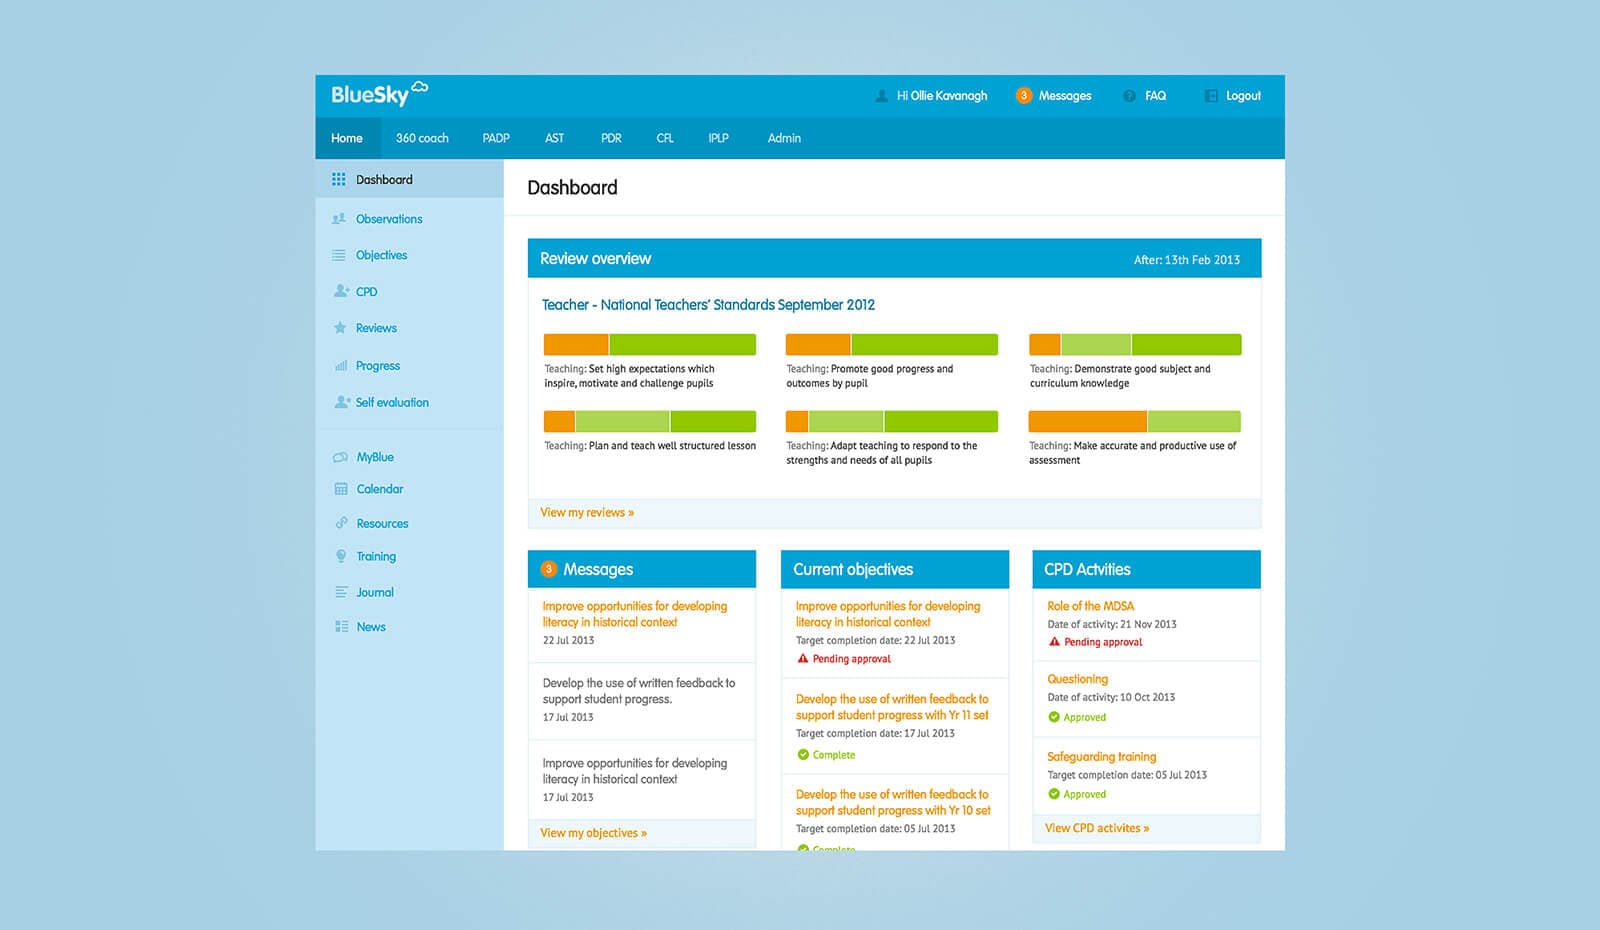 BlueSky
Hi Ollie Kavanagh
3 Messages
FAQ
Logout
Home
360 coach
PADP
AST
PDR
CFL
IPLP
Admin
Dashboard
Observations
Objectives
CPD
Reviews
Progress
Self evaluation
MyBlue
Calendar
Resources
Training
Journal
News
Dashboard
Review overview
After: 13th Feb 2013
Teacher - National Teachers' Standards September 2012
Teaching: Set high expectations which
inspire, motivate and challenge pupils
Teaching: Promote good progress and
outcomes by pupil
Teaching: Demonstrate good subject and
curriculum knowledge
Teaching: Plan and teach well structured lesson
Teaching: Adapt teaching to respond to the
strengths and needs of all pupils
Teaching: Make accurate and productive use of
assessment
View my reviews »
3 Messages
Improve opportunities for developing
literacy in historical context
22 Jul 2013
Develop the use of written feedback to
support student progress.
17 Jul 2013
Improve opportunities for developing
literacy in historical context
17 Jul 2013
View my objectives »
Current objectives
Improve opportunities for developing
literacy in historical context
Target completion date: 22 Jul 2013
Pending approval
Develop the use of written feedback to
support student progress with Yr 11 set
Target completion date: 17 Jul 2013
Complete
Develop the use of written feedback to
support student progress with Yr 10 set
Target completion date: 05 Jul 2013
Complete
CPD Actvities
Role of the MDSA
Date of activity: 21 Nov 2013
Pending approval
Questioning
Date of activity: 10 Oct 2013
Approved
Safeguarding training
Target completion date: 05 Jul 2013
Approved
View CPD activites »